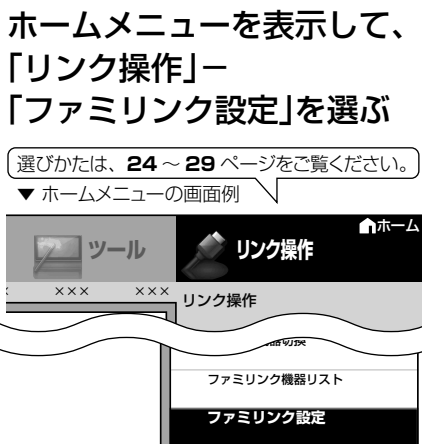 ホームメニューを表示して、
「リンク操作」－
「ファミリンク設定」を選ぶ
選びかたは、24 ～ 29 ページをご覧ください。
▼ ホームメニューの画面例
ホーム
ツール
リンク操作
××× ×××
リンク操作
ファミリンク機器リスト
ファミリンク設定